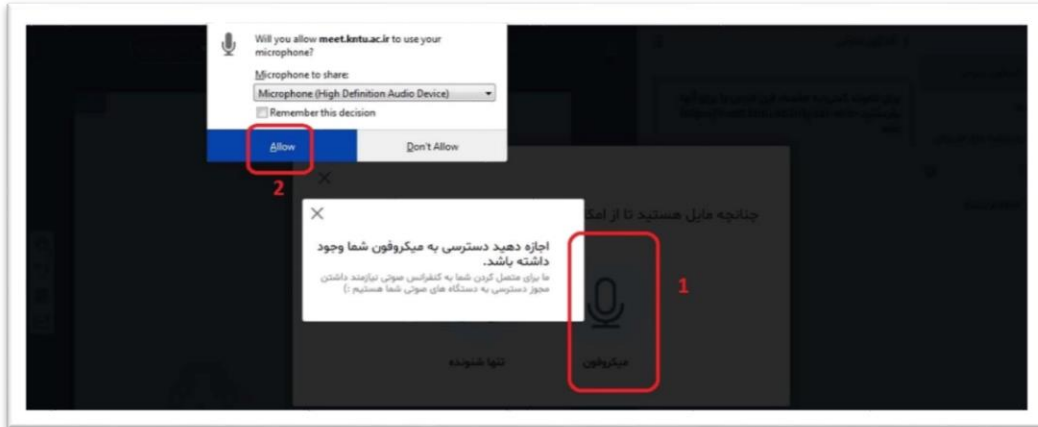 Will you allow meet.kntu.ac.ir to use your
microphone?
Microphone to share:
Microphone (High Definition Audio Device)
Remember this decision
Allow
Don't Allow
2
چنانچه مایل هستید تا از امک
اجازه دهید دسترسی به میکروفون شما وجود
داشته باشد.
ما برای متصل کردن شما به کنفرانس صوتی نیازمند داشتن
مجوز دسترسی به دستگاه های صوتی شما هستیم :)
1
میکروفون
تنها شنونده